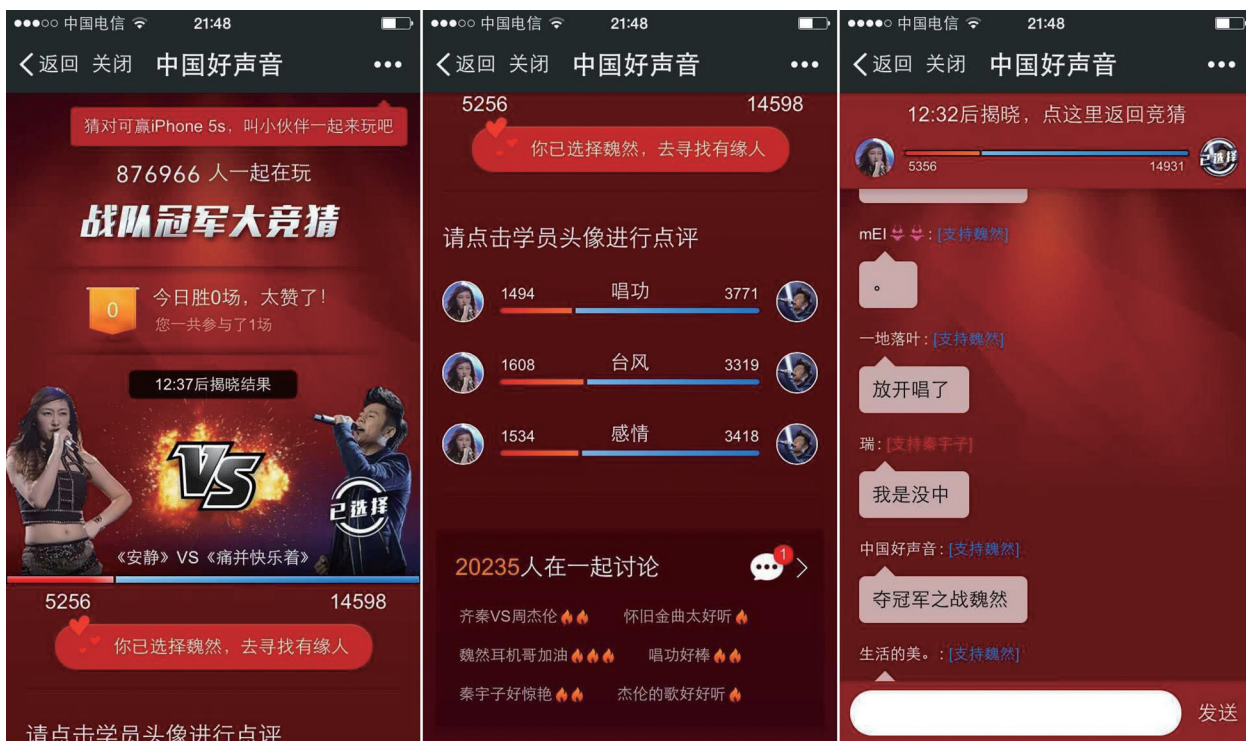 中国电信 21:48
返回 关闭 中国好声音
猜对可赢iPhone 5s，叫小伙伴一起来玩吧
876966 人一起在玩
战队冠军大竞猜
0 今日胜0场，太赞了！
您一共参与了1场
12:37后揭晓结果
VS
已选择
《安静》VS《痛并快乐着》
5256 14598
你已选择魏然，去寻找有缘人
请点击学员头像进行点评
中国电信 21:48
返回 关闭 中国好声音
5256 14598
你已选择魏然，去寻找有缘人
请点击学员头像进行点评
1494 唱功 3771
1608 台风 3319
1534 感情 3418
20235人在一起讨论 1
齐秦VS周杰伦 怀旧金曲太好听
魏然耳机哥加油 唱功好棒
秦宇子好惊艳 杰伦的歌好好听
中国电信 21:48
返回 关闭 中国好声音
12:32后揭晓，点这里返回竞猜
已选择
5356 14931
mEI : [支持魏然]
。
一地落叶: [支持魏然]
放开唱了
瑞: [支持秦宇子]
我是没中
中国好声音: [支持魏然]
夺冠军之战魏然
生活的美。: [支持魏然]
发送